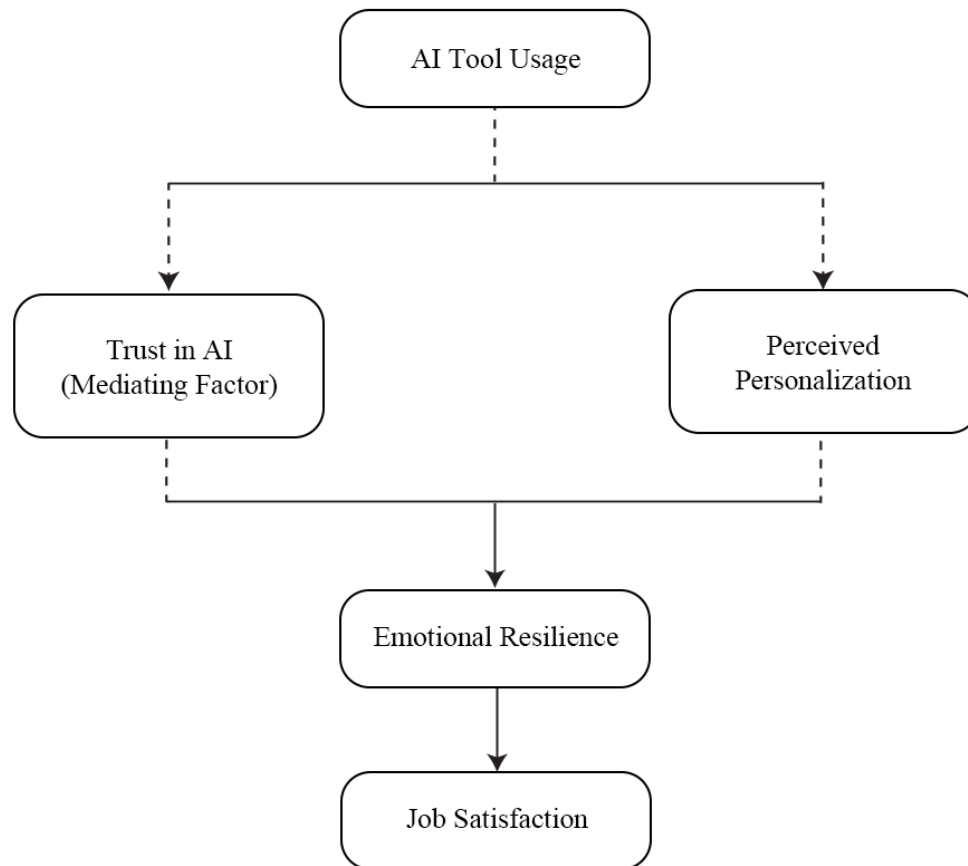 AI Tool Usage
Trust in AI
(Mediating Factor)
Perceived
Personalization
Emotional Resilience
Job Satisfaction